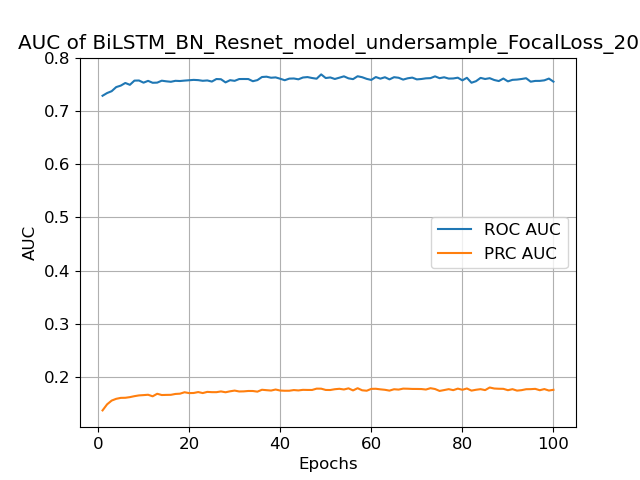 AUC of BiLSTM_BN_Resnet_model_undersample_FocalLoss_20
0.8
0.7
0.6
0.5
0.4
0.3
0.2
AUC
ROC AUC
PRC AUC
0 20 40 60 80 100
Epochs